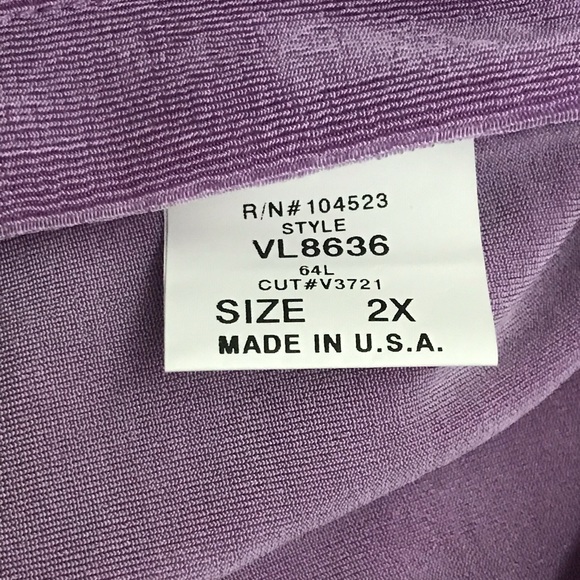 R/N#104523
STYLE
VL8636
64L
CUT#V3721
SIZE 2X
MADE IN U.S.A.